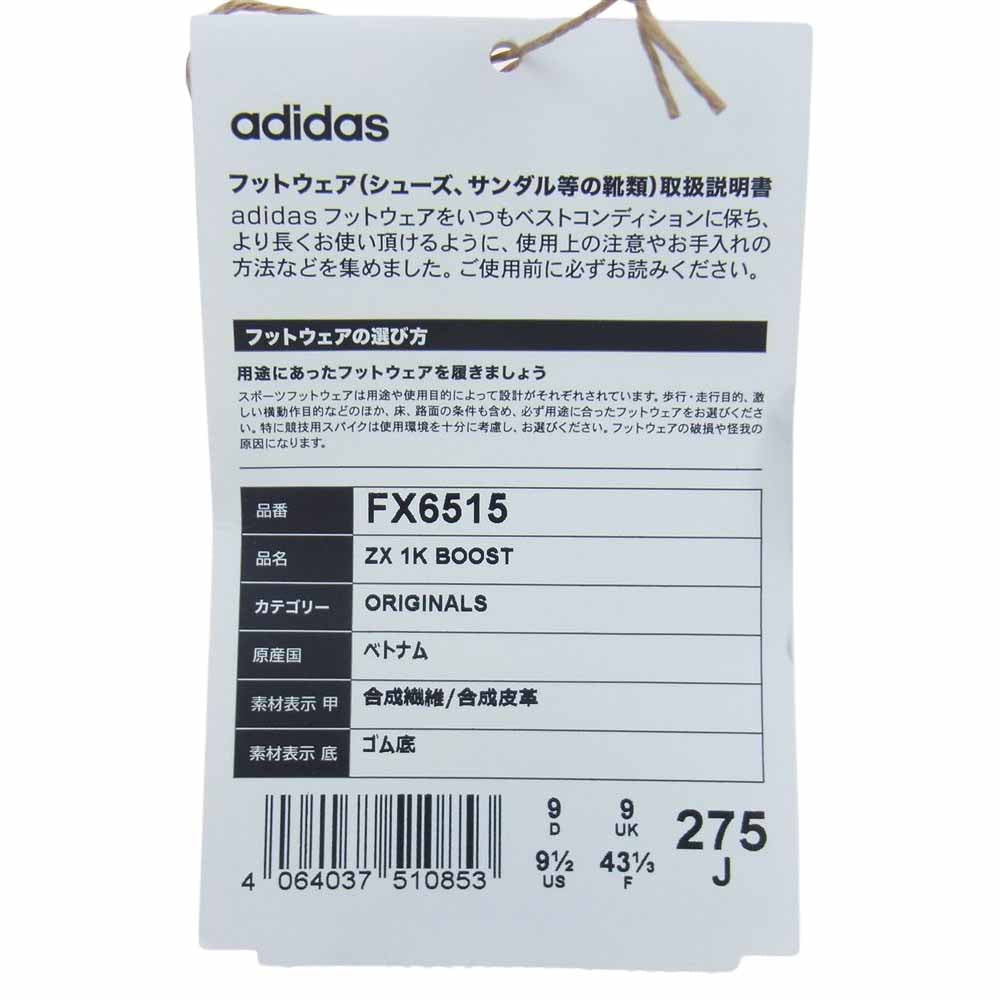 adidas
フットウェア(シューズ、サンダル等の靴類)取扱説明書
adidas フットウェアをいつもベストコンディションに保ち、
より長くお使い頂けるように、使用上の注意やお手入れの
方法などを集めました。ご使用前に必ずお読みください。
フットウェアの選び方
用途にあったフットウェアを履きましょう
スポーツフットウェアは用途や使用目的によって設計がそれぞれされています。歩行・走行目的、激
しい横動作目的などのほか、床、路面の条件も含め、必ず用途に合ったフットウェアをお選びくださ
い。特に競技用スパイクは使用環境を十分に考慮し、お選びください。フットウェアの破損や怪我の
原因になります。
品番 FX6515
品名 ZX 1K BOOST
カテゴリー ORIGINALS
原産国 ベトナム
素材表示 甲 合成繊維/合成皮革
素材表示 底 ゴム底
9 9 275
D UK J
9½ 43⅓
US F
4 064037 510853